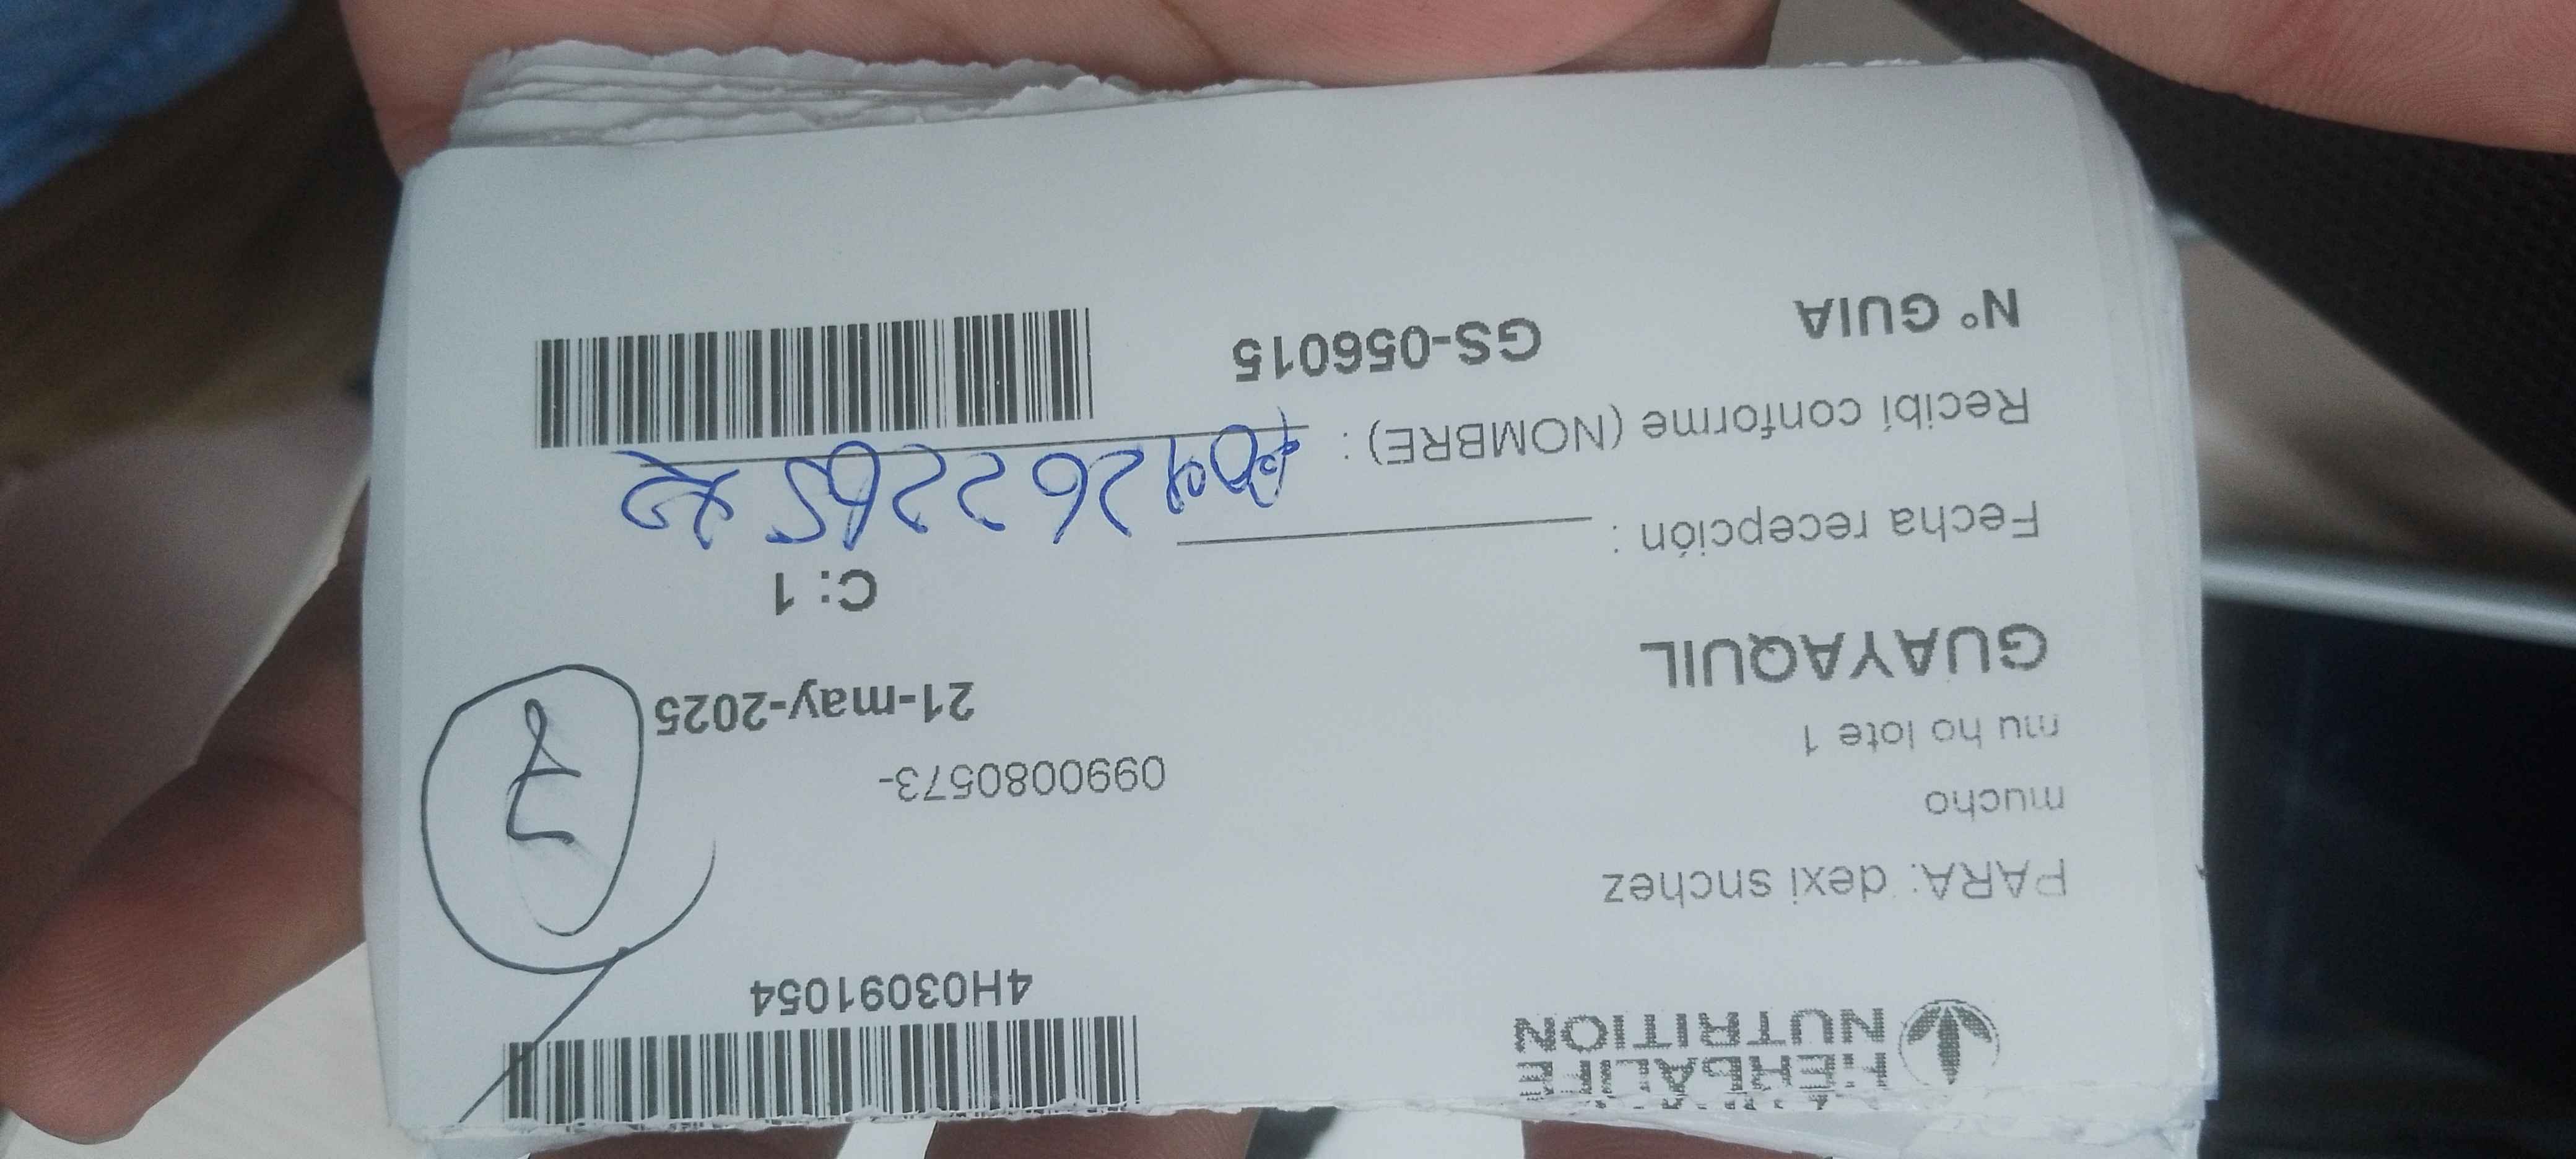 HERBALIFE
NUTRITION
4H03091054
PARA: dexi snchez
mucho
0990080573-
mu ho lote 1
21-may-2025
7
GUAYAQUIL
C: 1
Fecha recepción :
Recibí conforme (NOMBRE) :
N° GUIA
GS-056015